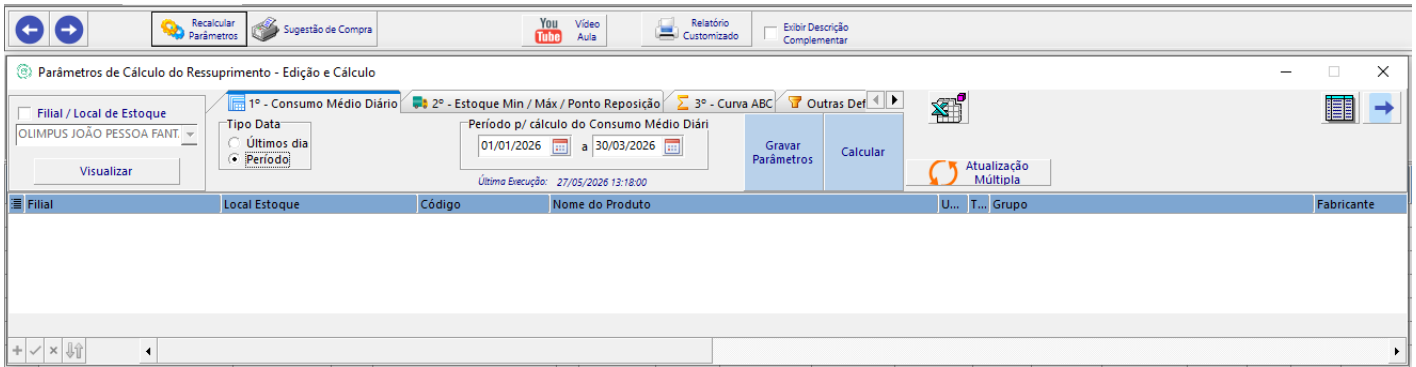 Recalcular
Parâmetros
Sugestão de Compra
You
Tube
Vídeo
Aula
Relatório
Customizado
Exibir Descrição
Complementar
Parâmetros de Cálculo do Ressuprimento - Edição e Cálculo
Filial / Local de Estoque
OLIMPUS JOÃO PESSOA FANT.
Visualizar
1º - Consumo Médio Diário
2º - Estoque Min / Máx / Ponto Reposição
3º - Curva ABC
Outras Def
Tipo Data
Últimos dia
Período
Período p/ cálculo do Consumo Médio Diári
01/01/2026 a 30/03/2026
Última Execução: 27/05/2026 13:18:00
Gravar
Parâmetros
Calcular
Atualização
Múltipla
Filial Local Estoque Código Nome do Produto U... T... Grupo Fabricante